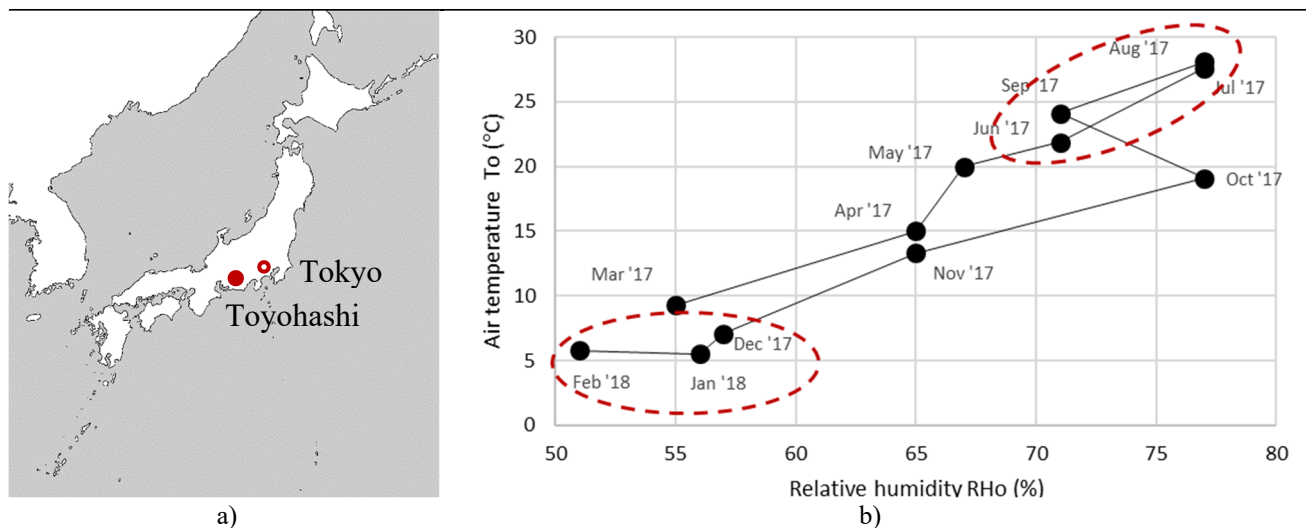 Tokyo
Toyohashi
a)
Air temperature To (°C)
30
25
20
15
10
5
0
Aug '17
Sep '17
Jul '17
Jun '17
May '17
Oct '17
Apr '17
Nov '17
Mar '17
Dec '17
Feb '18
Jan '18
50 55 60 65 70 75 80
Relative humidity RHo (%)
b)